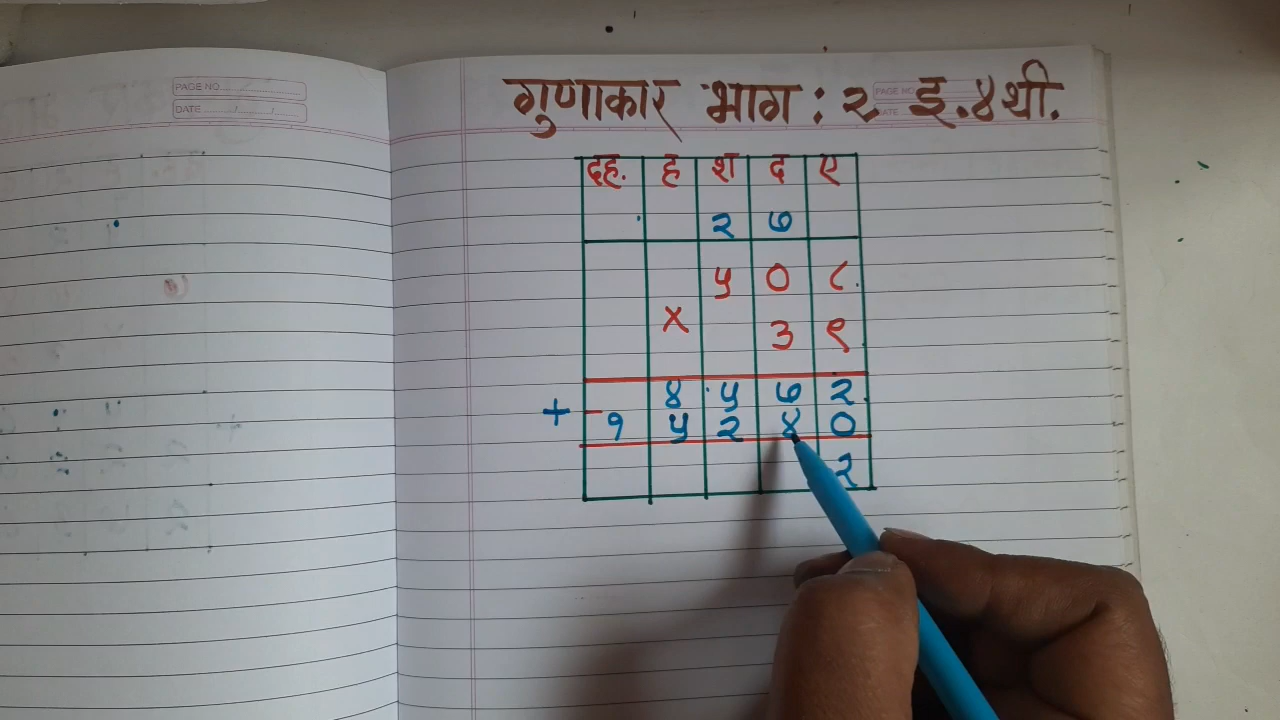 PAGE NO.
DATE
गुणाकार भाग : २ इ. ४ थी.
दह. ह श द ए
२ ७
५ ० ८
× ३ ९
४ ५ ७ २
+ १ ५ २ ४ ०
२